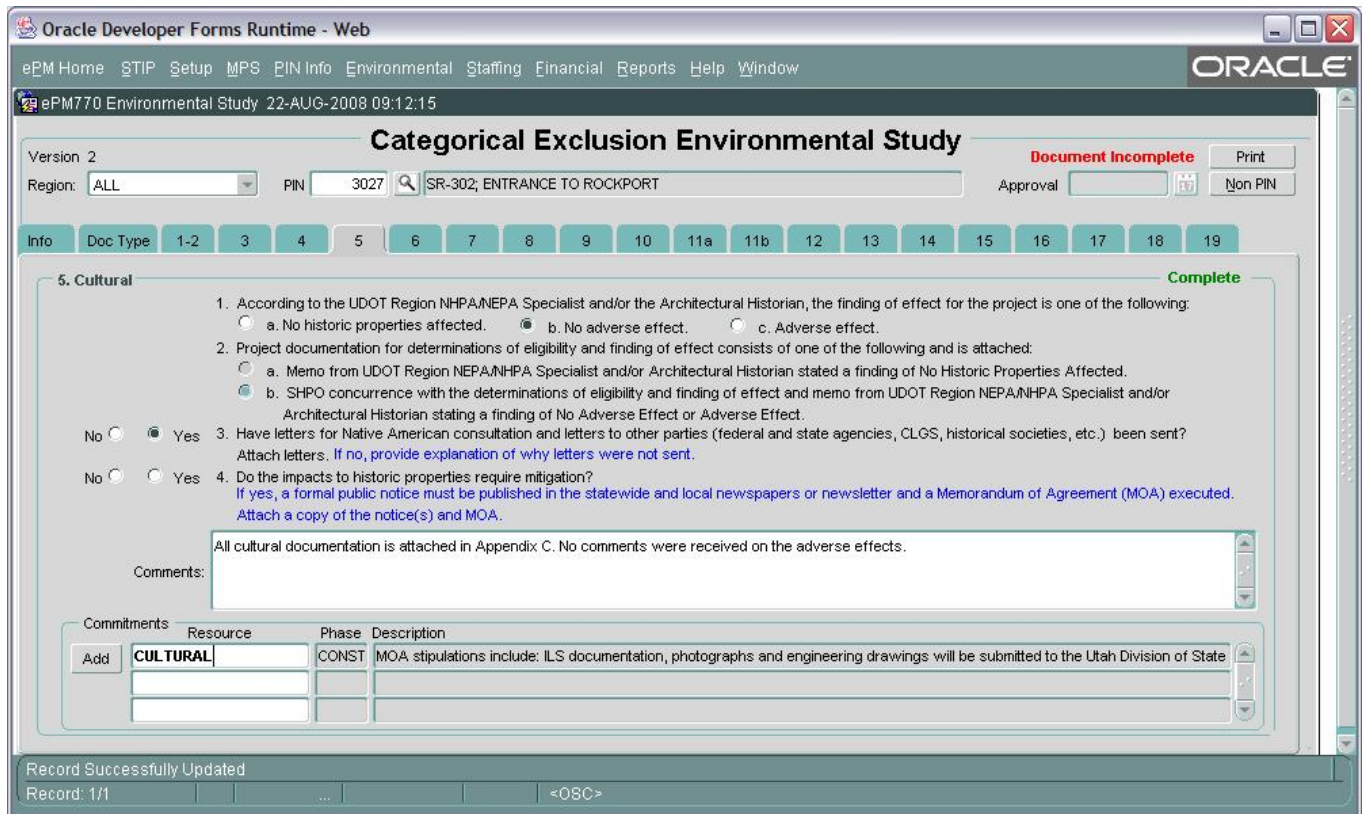 Oracle Developer Forms Runtime - Web
ePM Home STIP Setup MPS PIN Info Environmental Staffing Financial Reports Help Window ORACLE
ePM770 Environmental Study 22-AUG-2008 09:12:15
Categorical Exclusion Environmental Study
Version 2 Document Incomplete Print
Region: ALL PIN 3027 SR-302; ENTRANCE TO ROCKPORT Approval Non PIN
Info Doc Type 1-2 3 4 5 6 7 8 9 10 11a 11b 12 13 14 15 16 17 18 19
5. Cultural Complete
1. According to the UDOT Region NHPA/NEPA Specialist and/or the Architectural Historian, the finding of effect for the project is one of the following:
a. No historic properties affected. b. No adverse effect. c. Adverse effect.
2. Project documentation for determinations of eligibility and finding of effect consists of one of the following and is attached:
a. Memo from UDOT Region NEPA/NHPA Specialist and/or Architectural Historian stated a finding of No Historic Properties Affected.
b. SHPO concurrence with the determinations of eligibility and finding of effect and memo from UDOT Region NEPA/NHPA Specialist and/or
Architectural Historian stating a finding of No Adverse Effect or Adverse Effect.
No Yes 3. Have letters for Native American consultation and letters to other parties (federal and state agencies, CLGS, historical societies, etc.) been sent?
Attach letters. If no, provide explanation of why letters were not sent.
No Yes 4. Do the impacts to historic properties require mitigation?
If yes, a formal public notice must be published in the statewide and local newspapers or newsletter and a Memorandum of Agreement (MOA) executed.
Attach a copy of the notice(s) and MOA.
All cultural documentation is attached in Appendix C. No comments were received on the adverse effects.
Comments:
Commitments
Resource Phase Description
Add CULTURAL CONST MOA stipulations include: ILS documentation, photographs and engineering drawings will be submitted to the Utah Division of State
Record Successfully Updated
Record: 1/1 ... <OSC>